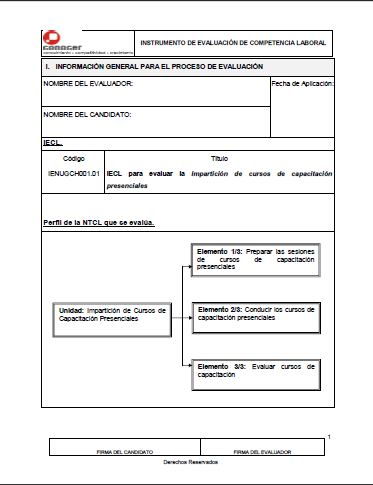 conocer
conocimiento • competitividad • crecimiento
INSTRUMENTO DE EVALUACIÓN DE COMPETENCIA LABORAL
I. INFORMACIÓN GENERAL PARA EL PROCESO DE EVALUACIÓN
NOMBRE DEL EVALUADOR:
Fecha de Aplicación:
NOMBRE DEL CANDIDATO:
IECL.
Código
Título
IENUGCH001.01
IECL para evaluar la Impartición de cursos de capacitación
presenciales
Perfil de la NTCL que se evalúa.
Elemento 1/3: Preparar las sesiones
de cursos de capacitación
presenciales
Unidad: Impartición de Cursos de
Capacitación Presenciales
Elemento 2/3: Conducir los cursos de
capacitación presenciales
Elemento 3/3: Evaluar cursos de
capacitación
1
FIRMA DEL CANDIDATO
FIRMA DEL EVALUADOR
Derechos Reservados